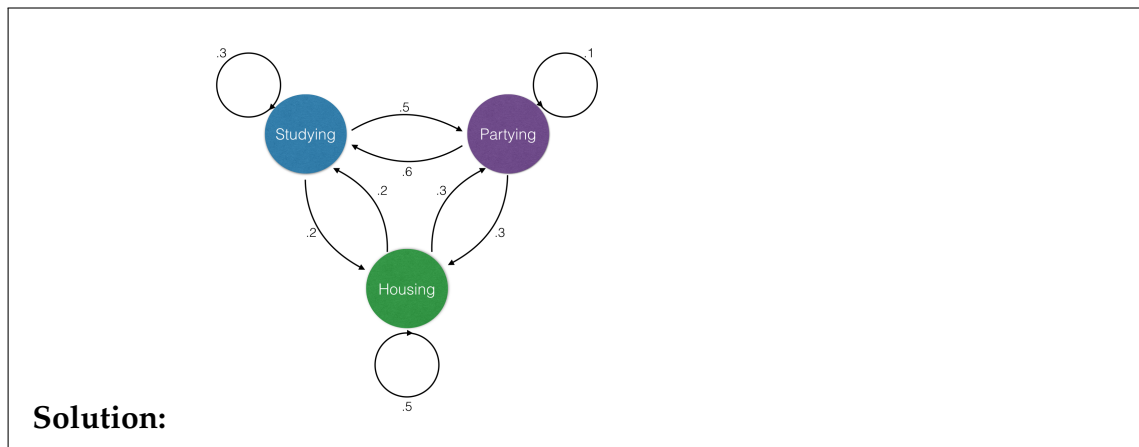 .3
.1
.5
Studying
Partying
.6
.2
.3
.2
.3
Housing
.5
Solution: